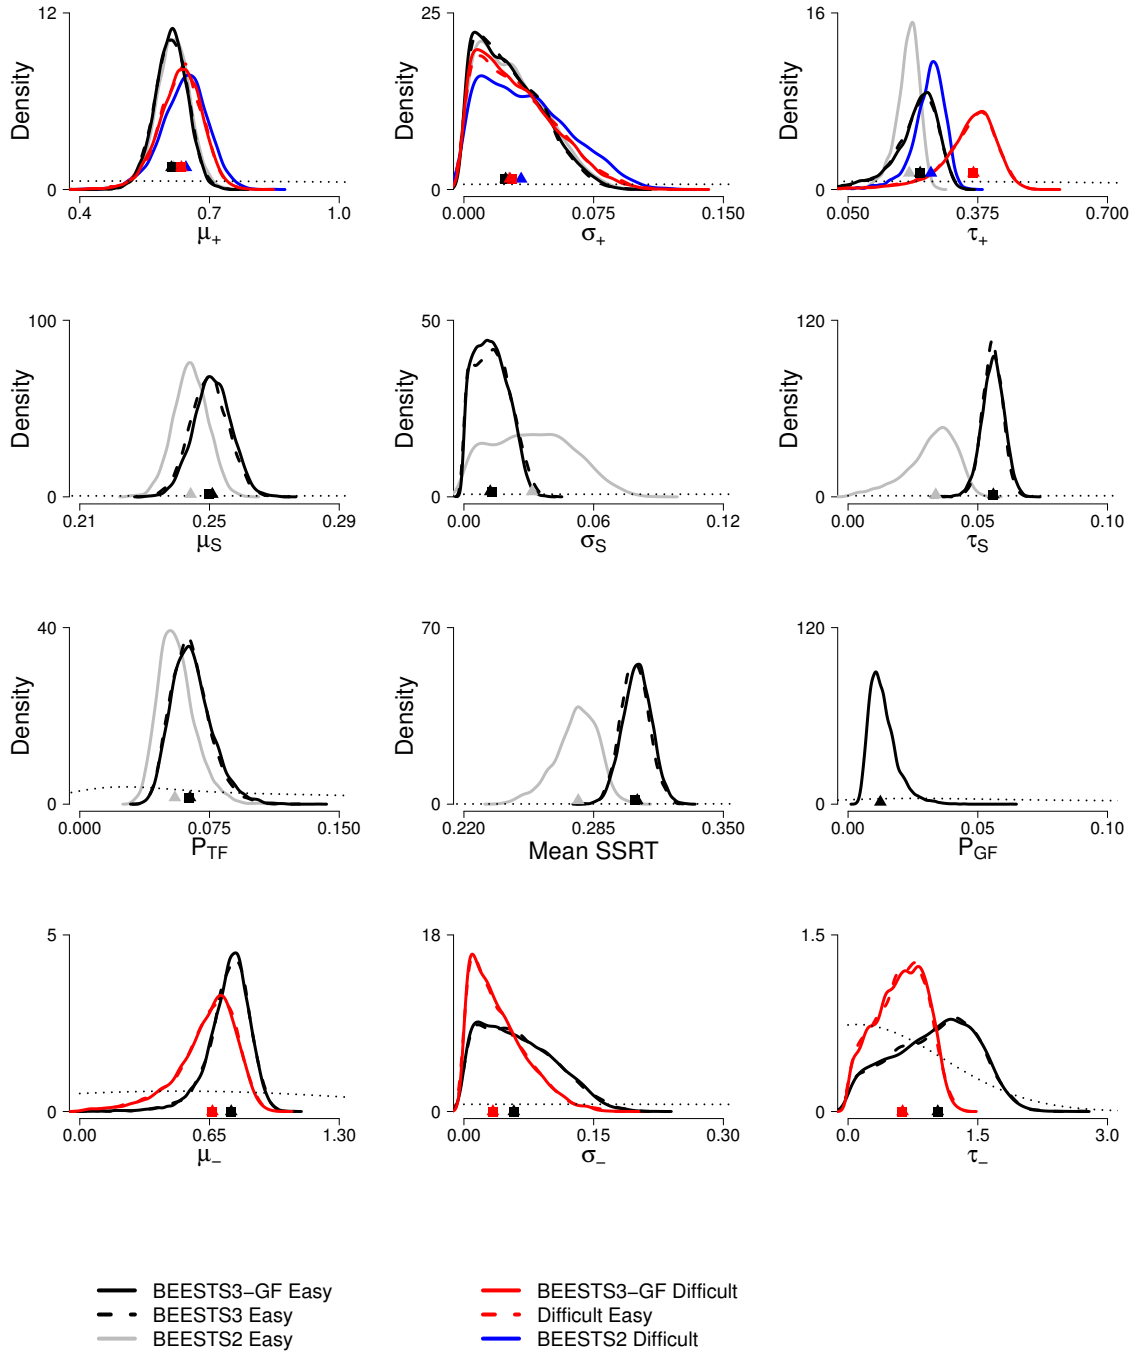 12 25 16
Density Density Density
0 0 0
0.4 0.7 1.0 0.000 0.075 0.150 0.050 0.375 0.700
μ+ σ+ τ+
100 50 120
Density Density Density
0 0 0
0.21 0.25 0.29 0.00 0.06 0.12 0.00 0.05 0.10
μS σS τS
40 70 120
Density Density
0 0 0
0.000 0.075 0.150 0.220 0.285 0.350 0.00 0.05 0.10
PTF Mean SSRT PGF
5 18 1.5
0 0 0
0.00 0.65 1.30 0.00 0.15 0.30 0.0 1.5 3.0
μ− σ− τ−
BEESTS3−GF Easy BEESTS3−GF Difficult
BEESTS3 Easy Difficult Easy
BEESTS2 Easy BEESTS2 Difficult